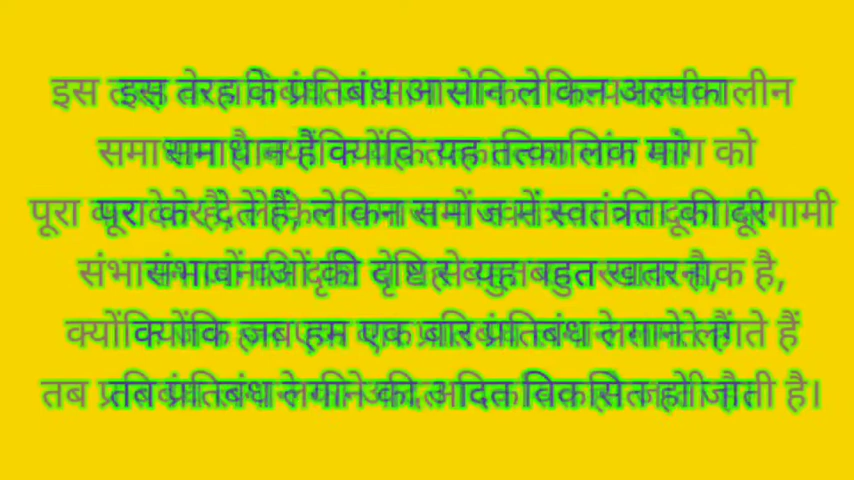 इस तरह के प्रतिबंध आसान लेकिन अल्पकालीन
समाधान हैं क्योंकि यह तात्कालिक मांग को
पूरा कर देते हैं, लेकिन समाज में स्वतंत्रता की दूरगामी
संभावनाओं की दृष्टि से यह बहुत खतरनाक है,
क्योंकि जब हम एक बार प्रतिबंध लगाने लगते हैं
तब प्रतिबंध लगाने की आदत विकसित हो जाती है।